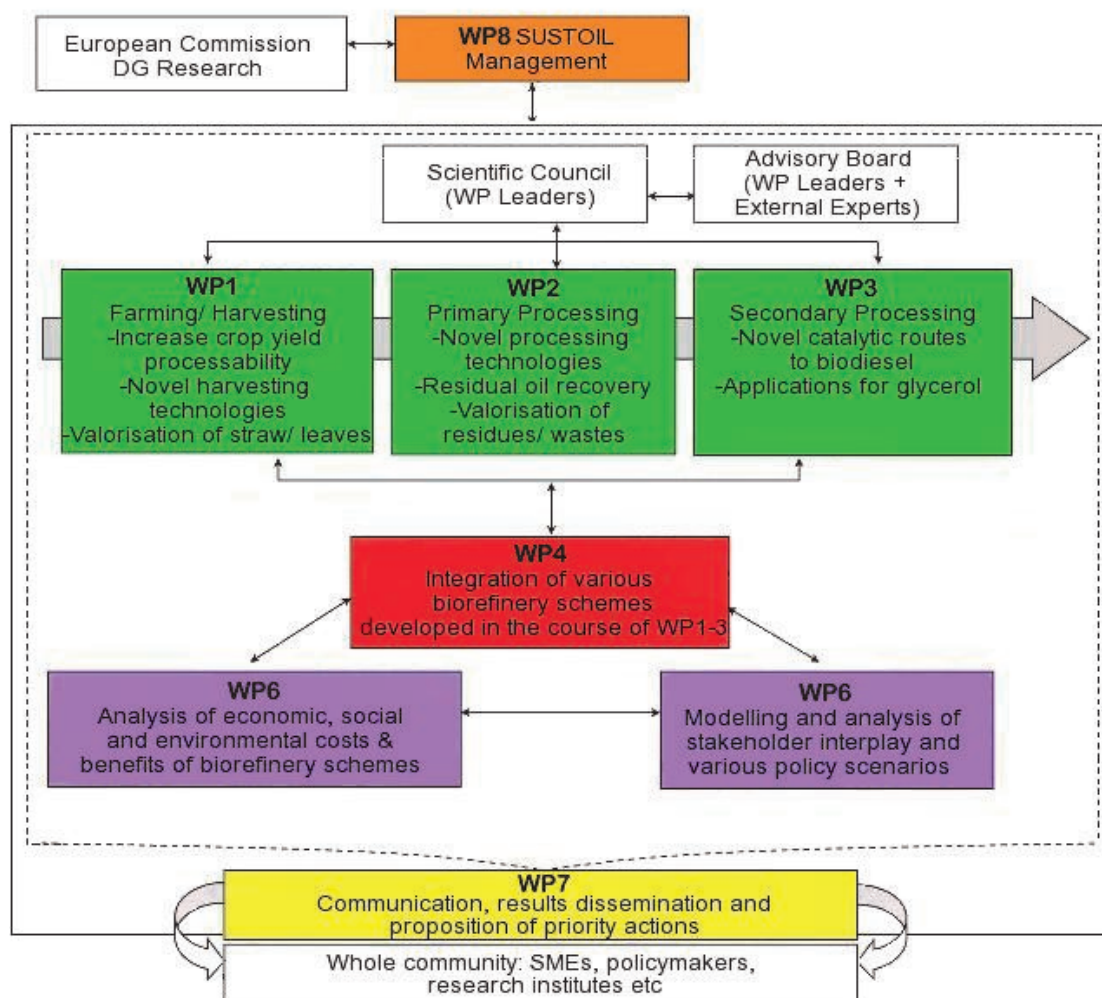 European Commission
DG Research
WP8 SUSTOIL
Management
Scientific Council
(WP Leaders)
Advisory Board
(WP Leaders +
External Experts)
WP1
Farming/ Harvesting
-Increase crop yield
processability
-Novel harvesting
technologies
-Valorisation of straw/ leaves
WP2
Primary Processing
-Novel processing
technologies
-Residual oil recovery
-Valorisation of
residues/ wastes
WP3
Secondary Processing
-Novel catalytic routes
to biodiesel
-Applications for glycerol
WP4
Integration of various
biorefinery schemes
developed in the course of WP1-3
WP6
Analysis of economic, social
and environmental costs &
benefits of biorefinery schemes
WP6
Modelling and analysis of
stakeholder interplay and
various policy scenarios
WP7
Communication, results dissemination and
proposition of priority actions
Whole community: SMEs, policymakers,
research institutes etc